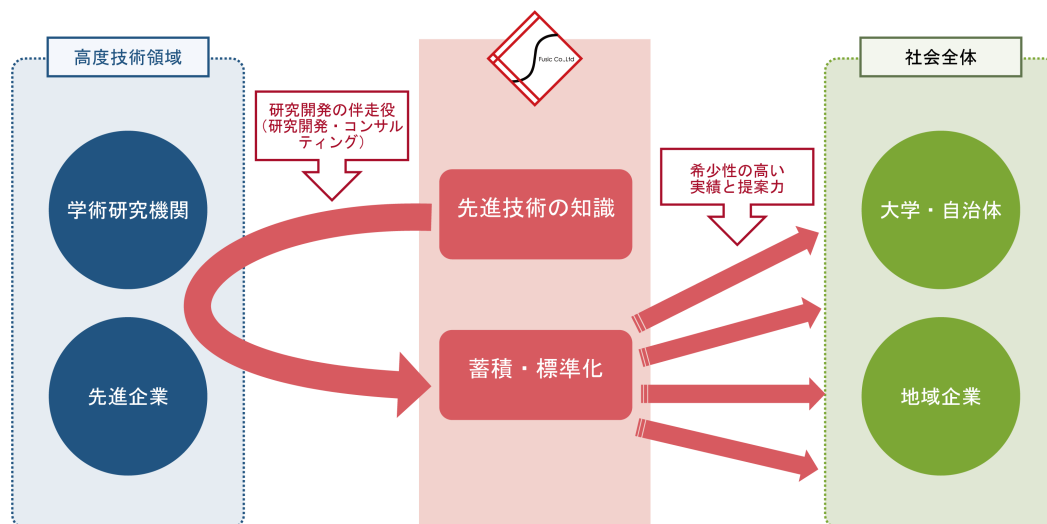 高度技術領域
学術研究機関
先進企業
研究開発の伴走役
（研究開発・コンサル
ティング）
Fusic Co.,Ltd
先進技術の知識
蓄積・標準化
希少性の高い
実績と提案力
社会全体
大学・自治体
地域企業